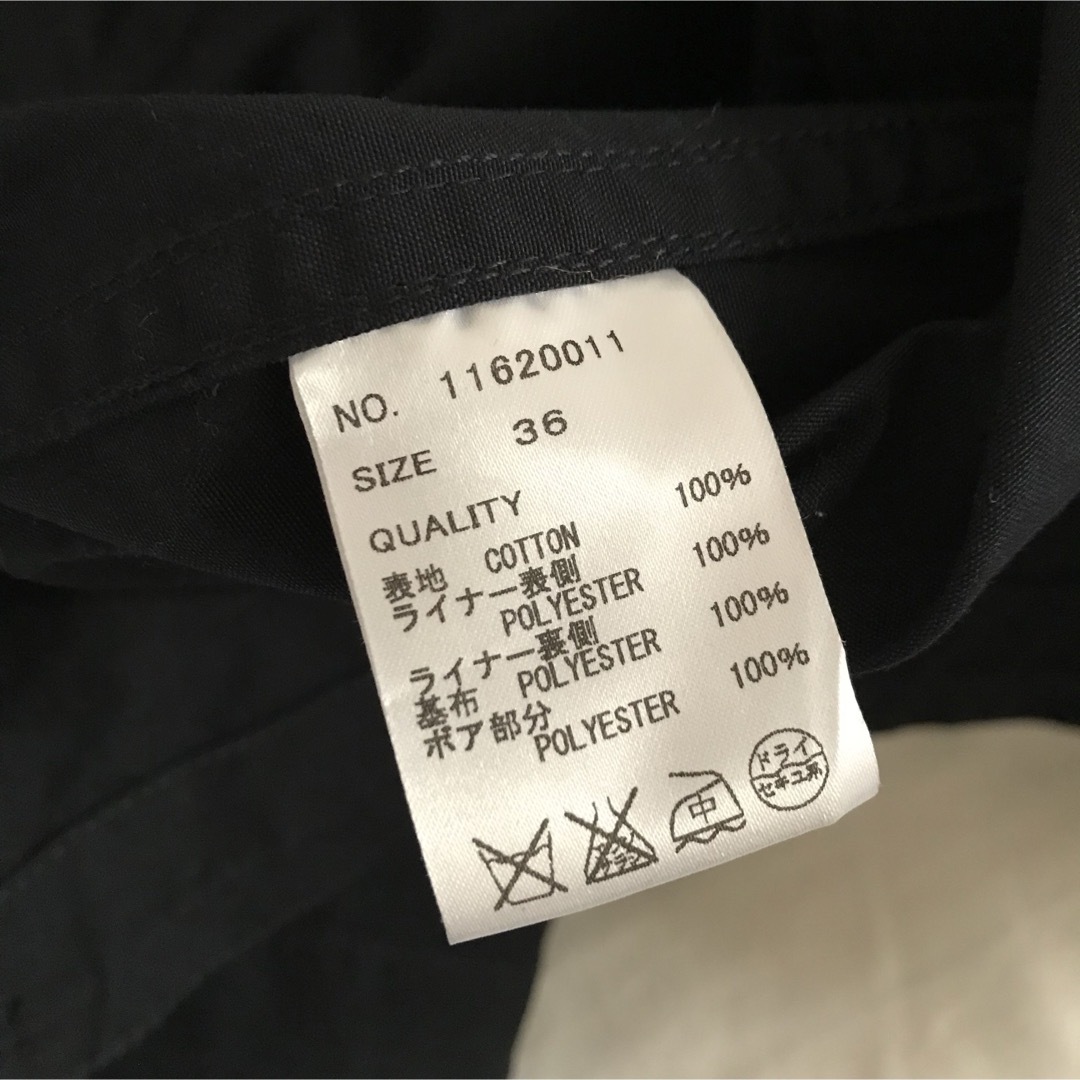 NO. 11620011
SIZE 36
QUALITY
表地 COTTON 100%
ライナー表側
POLYESTER 100%
ライナー裏側
基布 POLYESTER 100%
ボア部分
POLYESTER 100%
中
ドライ
セキユ系